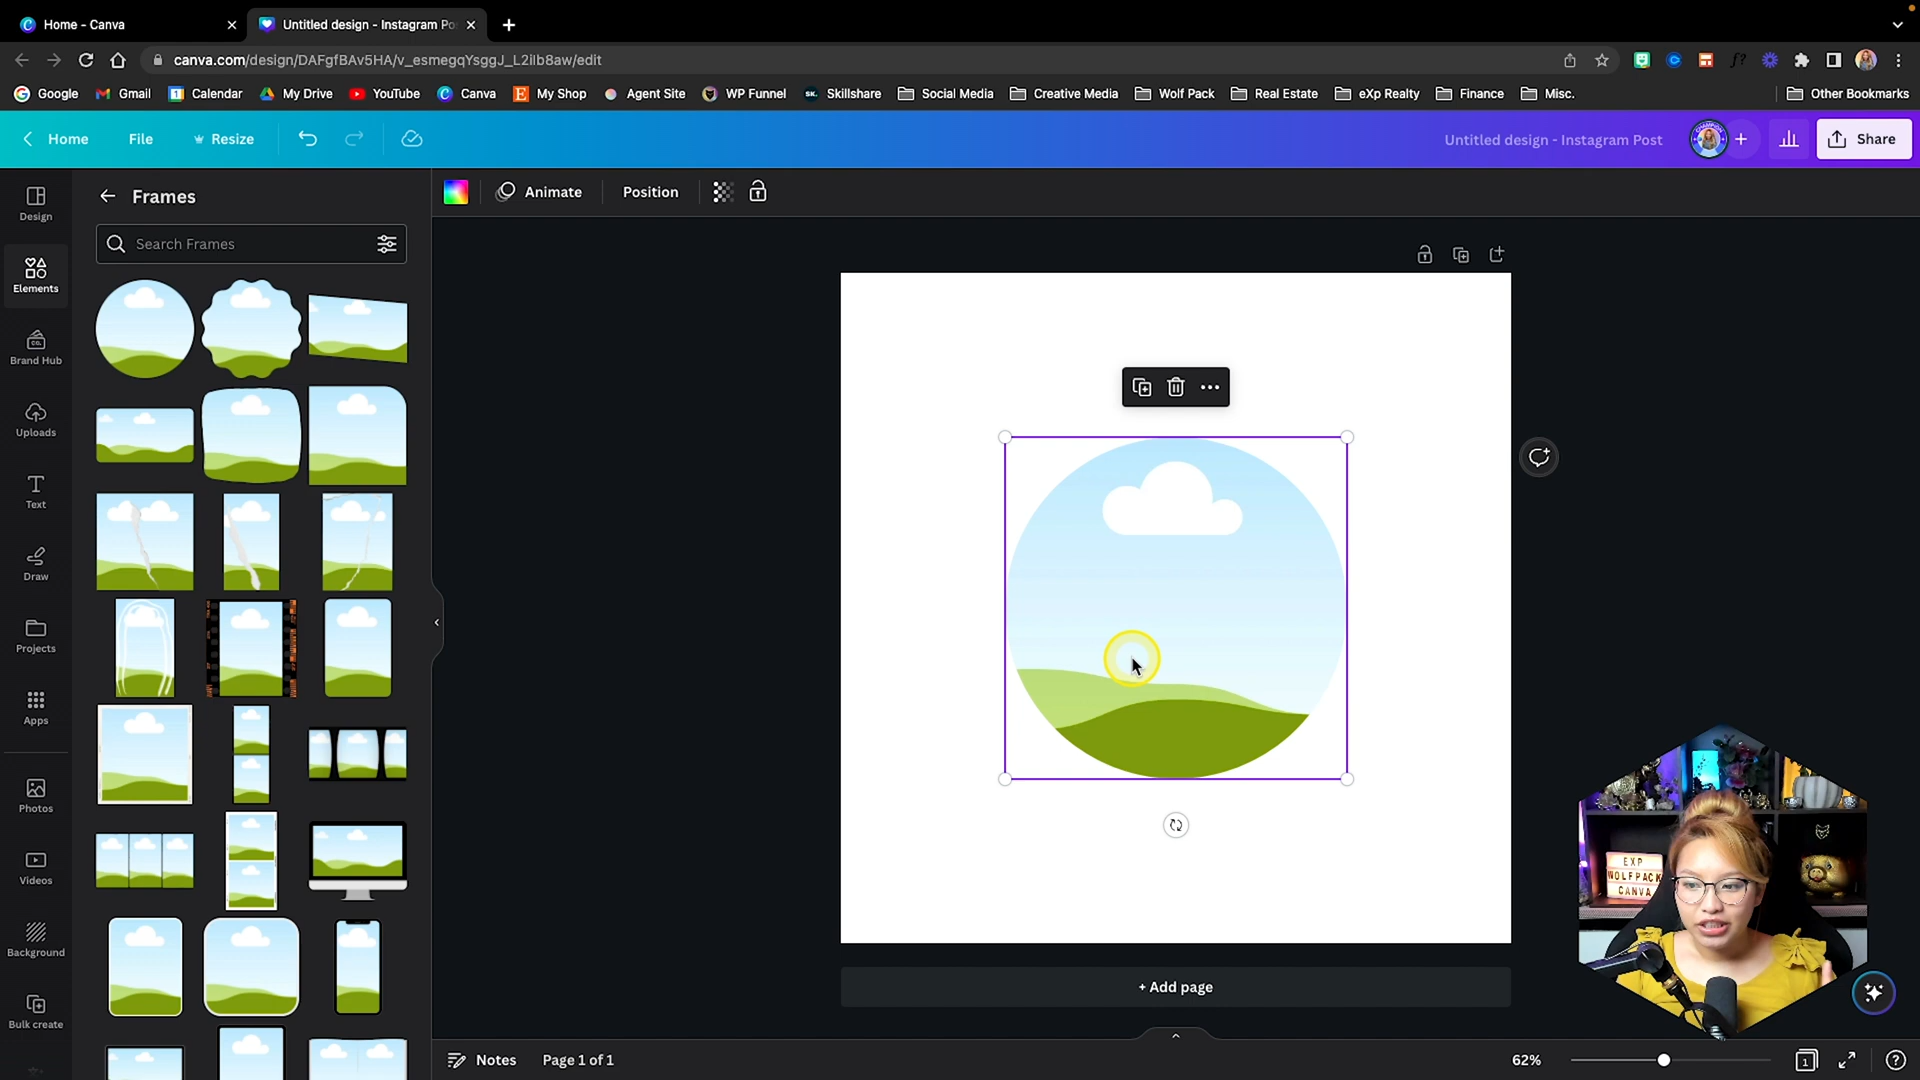 Home - Canva
Untitled design - Instagram Po
canva.com/design/DAFgfBAv5HA/v_esmegqYsggJ_L2iIb8aw/edit
Google Gmail Calendar My Drive YouTube Canva My Shop Agent Site WP Funnel Skillshare Social Media Creative Media Wolf Pack Real Estate eXp Realty Finance Misc. Other Bookmarks
Home File Resize Untitled design - Instagram Post Share
Design
Elements
Brand Hub
Uploads
Text
Draw
Projects
Apps
Photos
Videos
Background
Bulk create
Frames
Search Frames
Animate Position
+ Add page
EXP
WOLFPACK
CANVA
Notes Page 1 of 1 62% 1